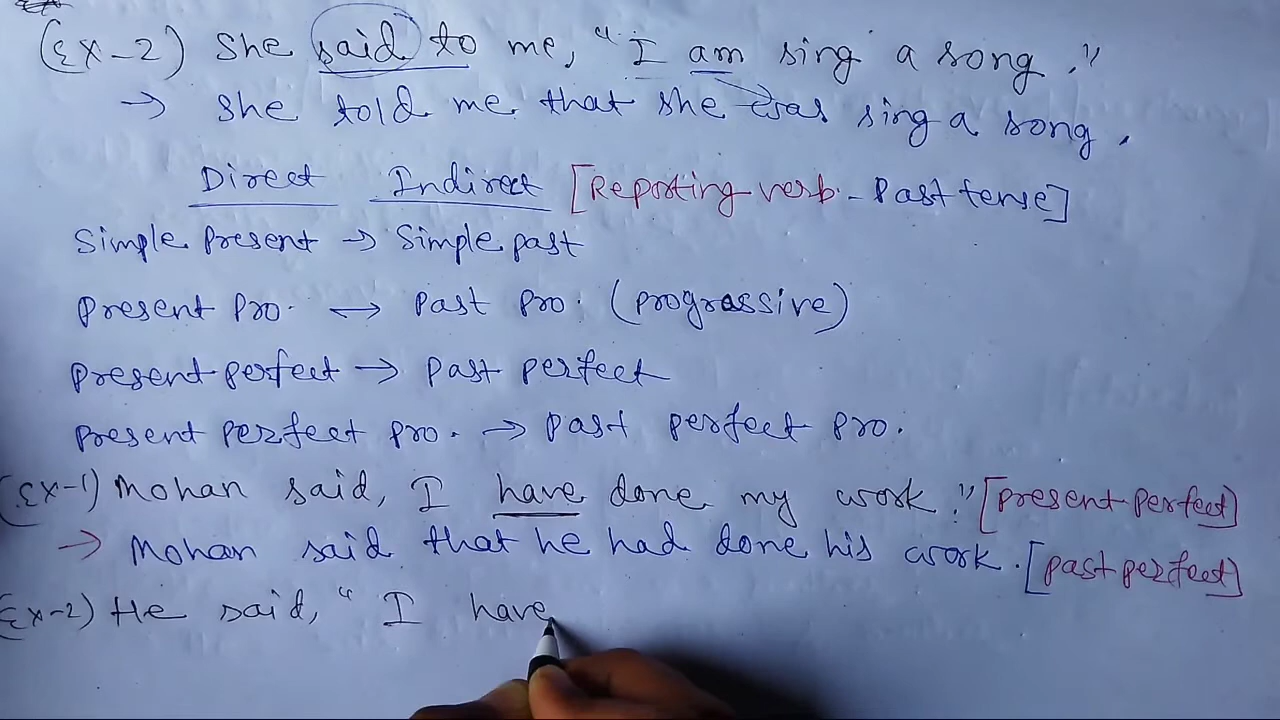 (Ex-2) She said to me, "I am sing a song."
→ She told me that she was sing a song.
Direct Indirect [Reporting verb - Past tense]
Simple Present → Simple past
Present Pro. → Past Pro. (progressive)
Present perfect → Past perfect
Present perfect pro. → Past perfect pro.
(Ex-1) Mohan said, I have done my work." [present perfect]
→ Mohan said that he had done his work. [past perfect]
(Ex-2) He said, "I have